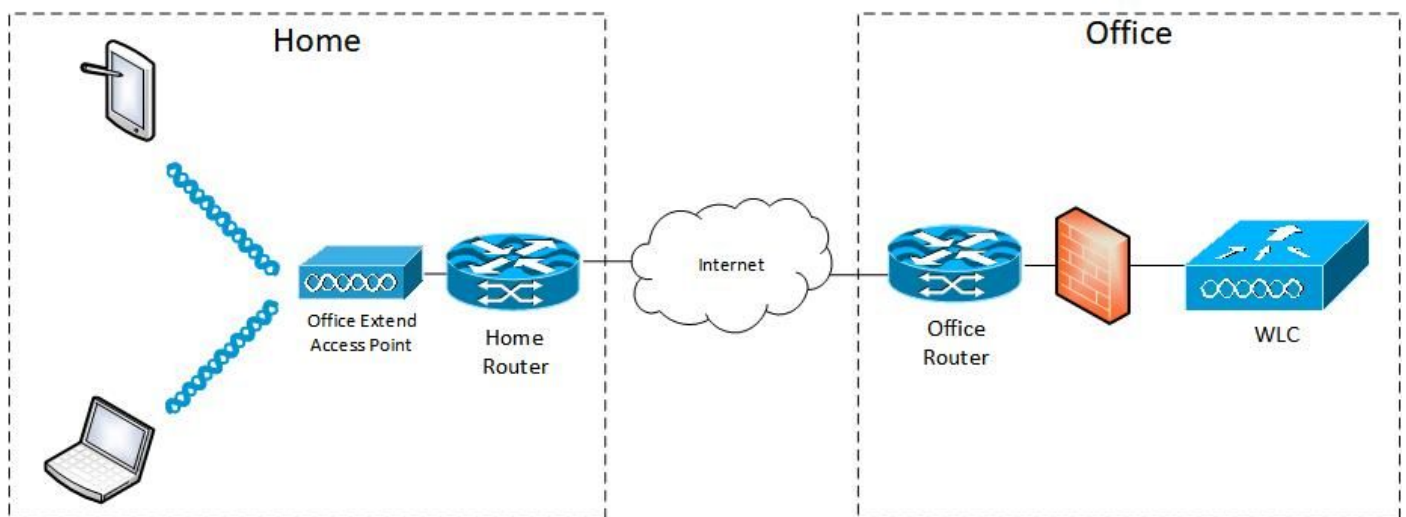 Home
Office
Internet
Office Extend
Access Point
Home
Router
Office
Router
WLC